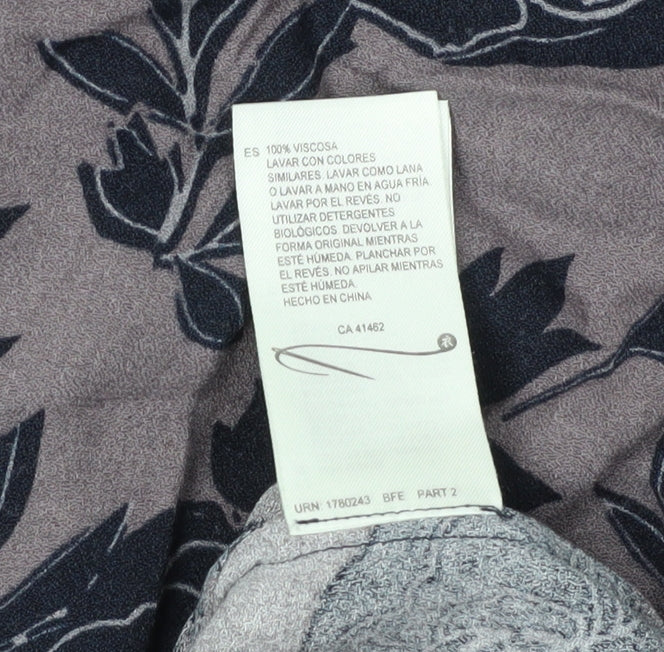 ES 100% VISCOSA
LAVAR CON COLORES
SIMILARES. LAVAR COMO LANA
O LAVAR A MANO EN AGUA FRÍA.
LAVAR POR EL REVÉS. NO
UTILIZAR DETERGENTES
BIOLÓGICOS. DEVOLVER A LA
FORMA ORIGINAL MIENTRAS
ESTÉ HÚMEDA. PLANCHAR POR
EL REVÉS. NO APILAR MIENTRAS
ESTÉ HÚMEDA.
HECHO EN CHINA
CA 41462
URN: 1780243 BFE PART 2